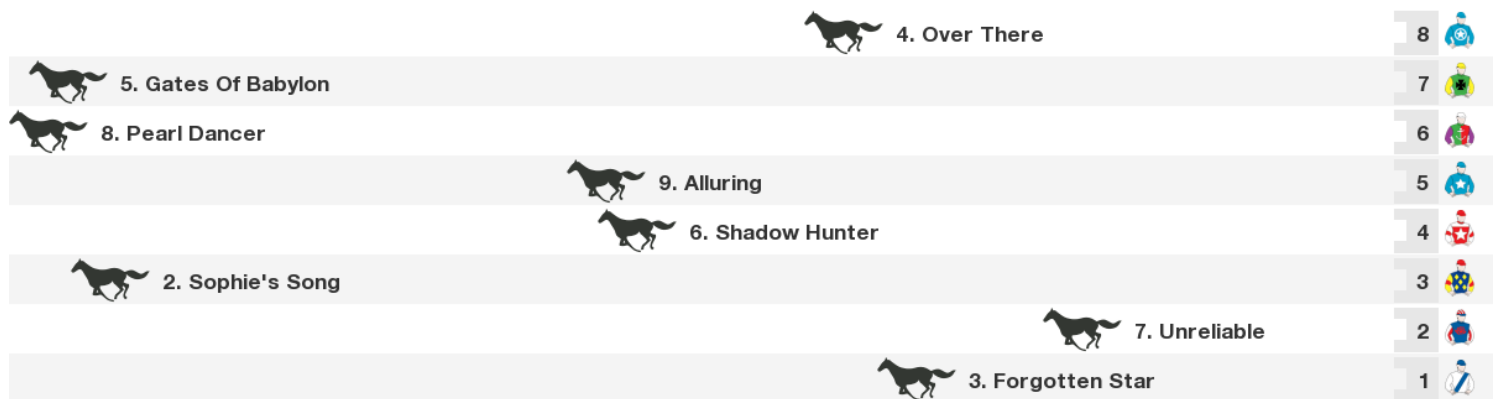 4. Over There 8
5. Gates Of Babylon 7
8. Pearl Dancer 6
9. Alluring 5
6. Shadow Hunter 4
2. Sophie's Song 3
7. Unreliable 2
3. Forgotten Star 1